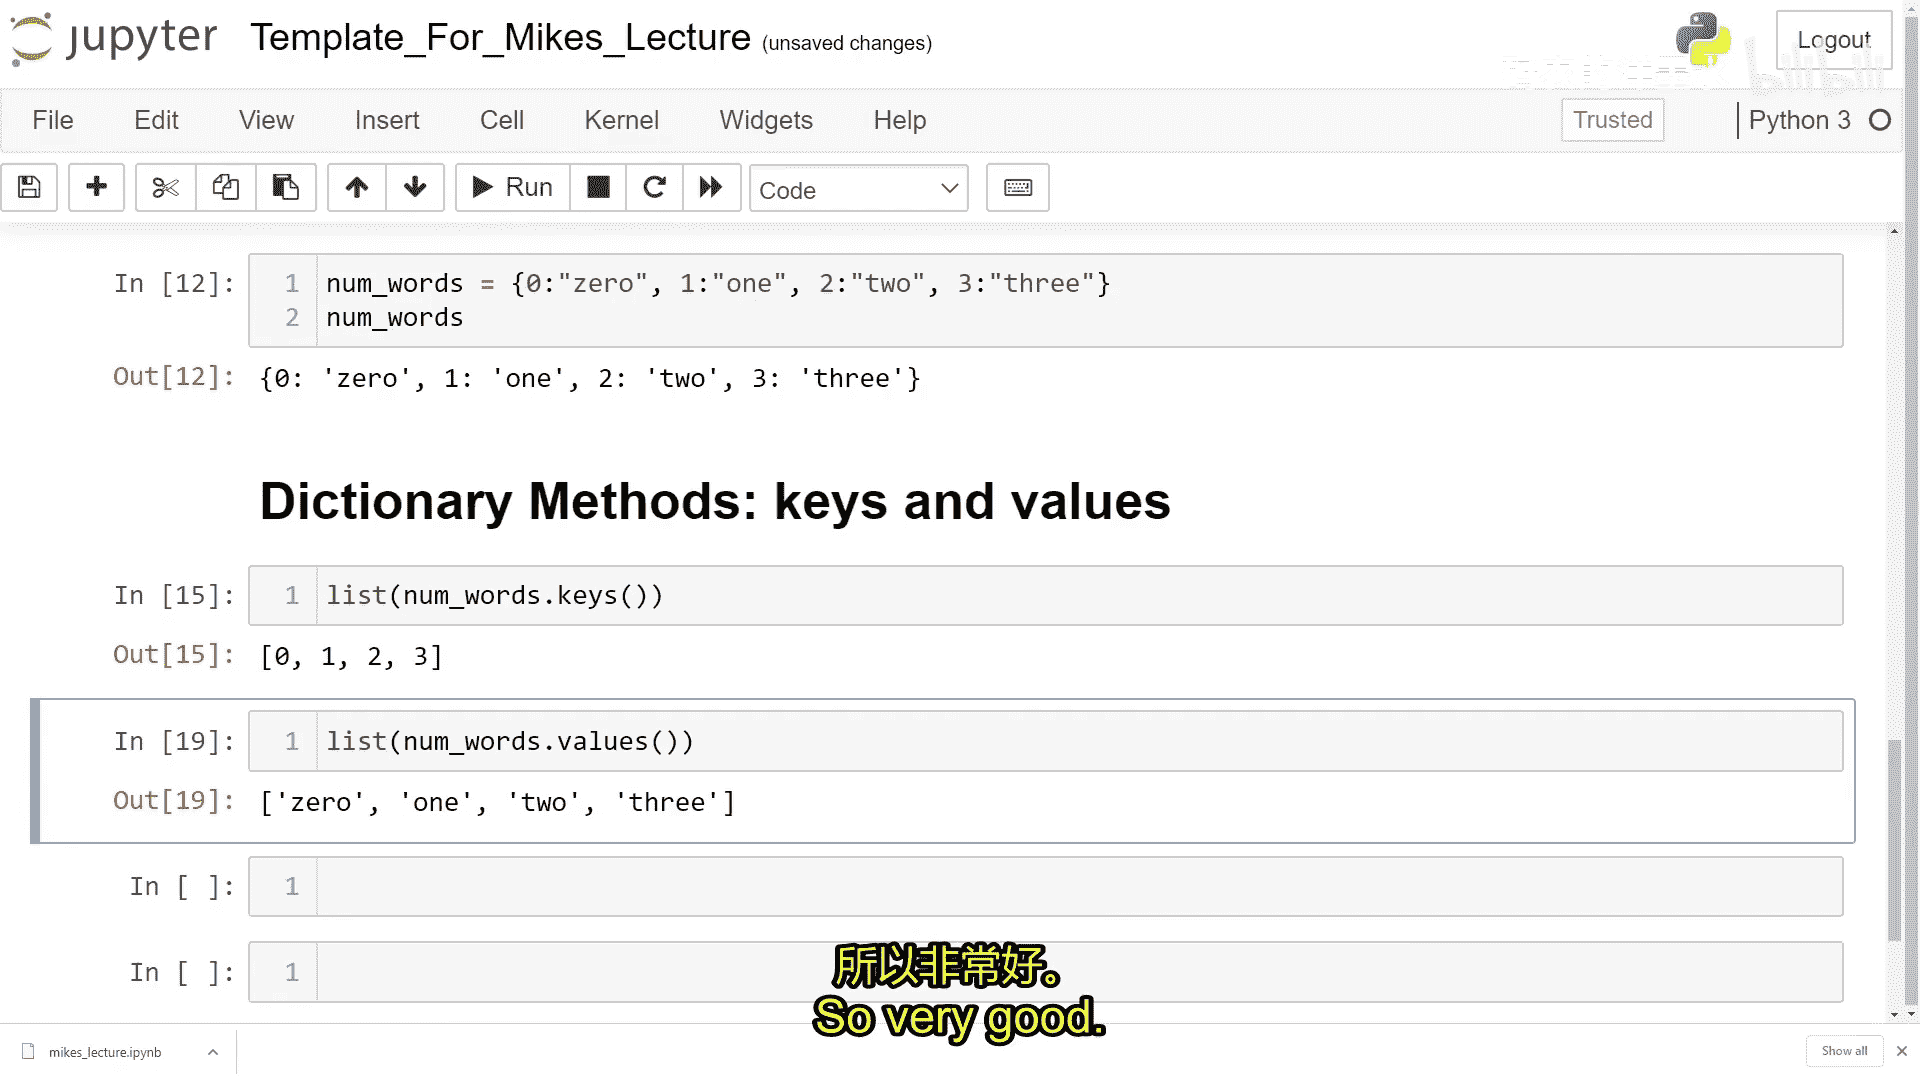 jupyter Template_For_Mikes_Lecture (unsaved changes)
Logout
bilibili
File Edit View Insert Cell Kernel Widgets Help
Trusted
Python 3
Run
Code
In [12]:
1 num_words = {0:"zero", 1:"one", 2:"two", 3:"three"}
2 num_words
Out[12]: {0: 'zero', 1: 'one', 2: 'two', 3: 'three'}
Dictionary Methods: keys and values
In [15]: 1 list(num_words.keys())
Out[15]: [0, 1, 2, 3]
In [19]: 1 list(num_words.values())
Out[19]: ['zero', 'one', 'two', 'three']
In [ ]: 1
In [ ]: 1
所以非常好。
So very good.
mikes_lecture.ipynb
Show all